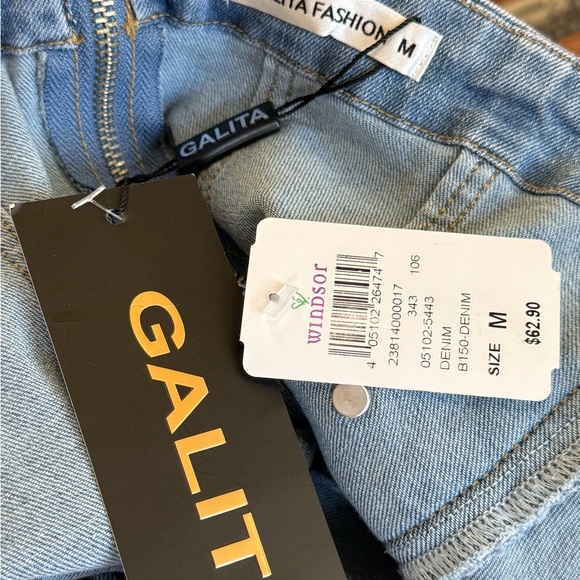 LITA FASHION M
GALITA
GALIT
WINDSOR
4 05102 26474 7
23814000017
343 106
05102-5443
DENIM
B150-DENIM
SIZE M
$62.90